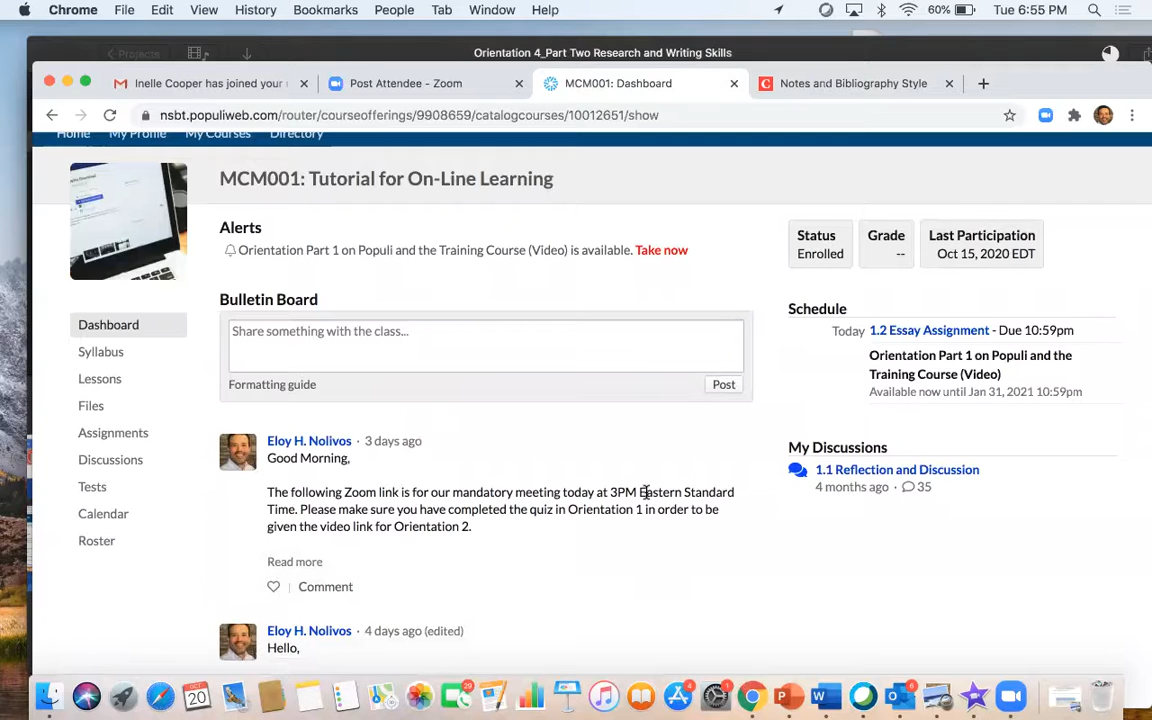 Chrome File Edit View History Bookmarks People Tab Window Help 60% Tue 6:55 PM
Projects Orientation 4_Part Two Research and Writing Skills
Inelle Cooper has joined your Post Attendee - Zoom MCM001: Dashboard Notes and Bibliography Style
nsbt.populiweb.com/router/courseofferings/9908659/catalogcourses/10012651/show
Home My Profile My Courses Directory
MCM001: Tutorial for On-Line Learning
Alerts
Orientation Part 1 on Populi and the Training Course (Video) is available. Take now
Status
Enrolled
Grade
--
Last Participation
Oct 15, 2020 EDT
Bulletin Board
Share something with the class...
Formatting guide
Post
Schedule
Today 1.2 Essay Assignment - Due 10:59pm
Orientation Part 1 on Populi and the
Training Course (Video)
Available now until Jan 31, 2021 10:59pm
Dashboard
Syllabus
Lessons
Files
Assignments
Discussions
Tests
Calendar
Roster
Eloy H. Nolivos · 3 days ago
Good Morning,
The following Zoom link is for our mandatory meeting today at 3PM Eastern Standard
Time. Please make sure you have completed the quiz in Orientation 1 in order to be
given the video link for Orientation 2.
Read more
Comment
My Discussions
1.1 Reflection and Discussion
4 months ago · 35
Eloy H. Nolivos · 4 days ago (edited)
Hello,
OCT
20
29
1
6